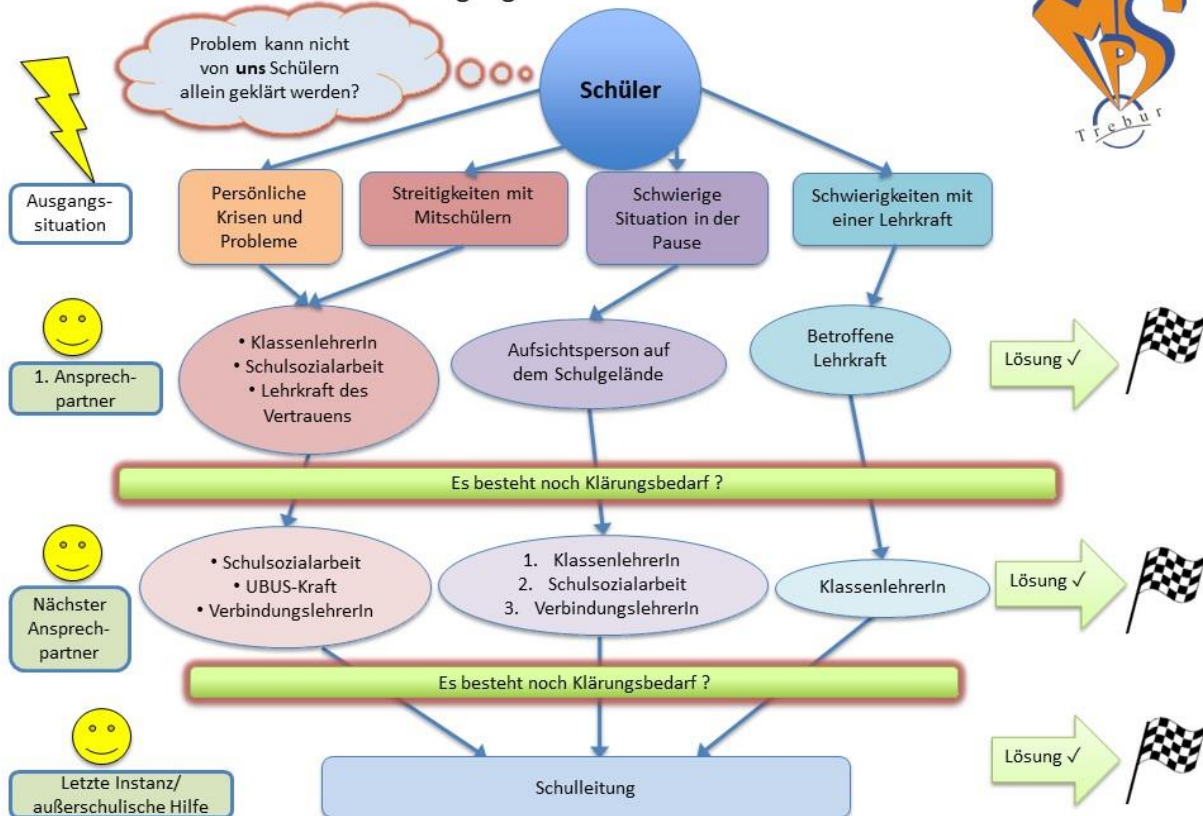 Problem kann nicht
von uns Schülern
allein geklärt werden?
Schüler
MPS
Trebur
Ausgangs-
situation
Persönliche
Krisen und
Probleme
Streitigkeiten mit
Mitschülern
Schwierige
Situation in der
Pause
Schwierigkeiten mit
einer Lehrkraft
1. Ansprech-
partner
• KlassenlehrerIn
• Schulsozialarbeit
• Lehrkraft des
Vertrauens
Aufsichtsperson auf
dem Schulgelände
Betroffene
Lehrkraft
Lösung ✓
Es besteht noch Klärungsbedarf ?
Nächster
Ansprech-
partner
• Schulsozialarbeit
• UBUS-Kraft
• VerbindungslehrerIn
1. KlassenlehrerIn
2. Schulsozialarbeit
3. VerbindungslehrerIn
KlassenlehrerIn
Lösung ✓
Es besteht noch Klärungsbedarf ?
Letzte Instanz/
außerschulische Hilfe
Schulleitung
Lösung ✓